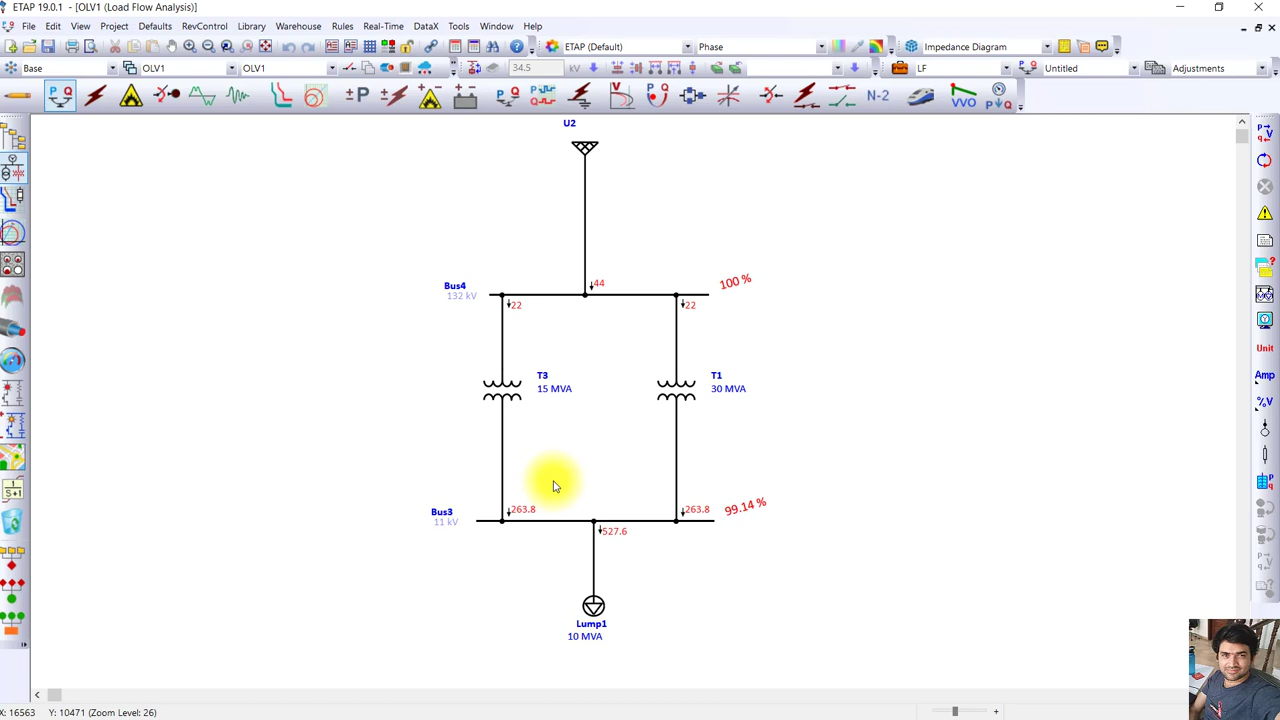 ETAP 19.0.1 - [OLV1 (Load Flow Analysis)]
File Edit View Project Defaults RevControl Library Warehouse Rules Real-Time DataX Tools Window Help
ETAP (Default) Phase Impedance Diagram
Base OLV1 OLV1 34.5 kV LF Untitled Adjustments
P Q ±P N-2 VVO P Q
U2
44
100 %
Bus4
132 kV
22
22
T3
15 MVA
T1
30 MVA
Bus3
11 kV
263.8
263.8
99.14 %
527.6
Lump1
10 MVA
Unit
Amp
%V
1
S+1
X: 16563 Y: 10471 (Zoom Level: 26)